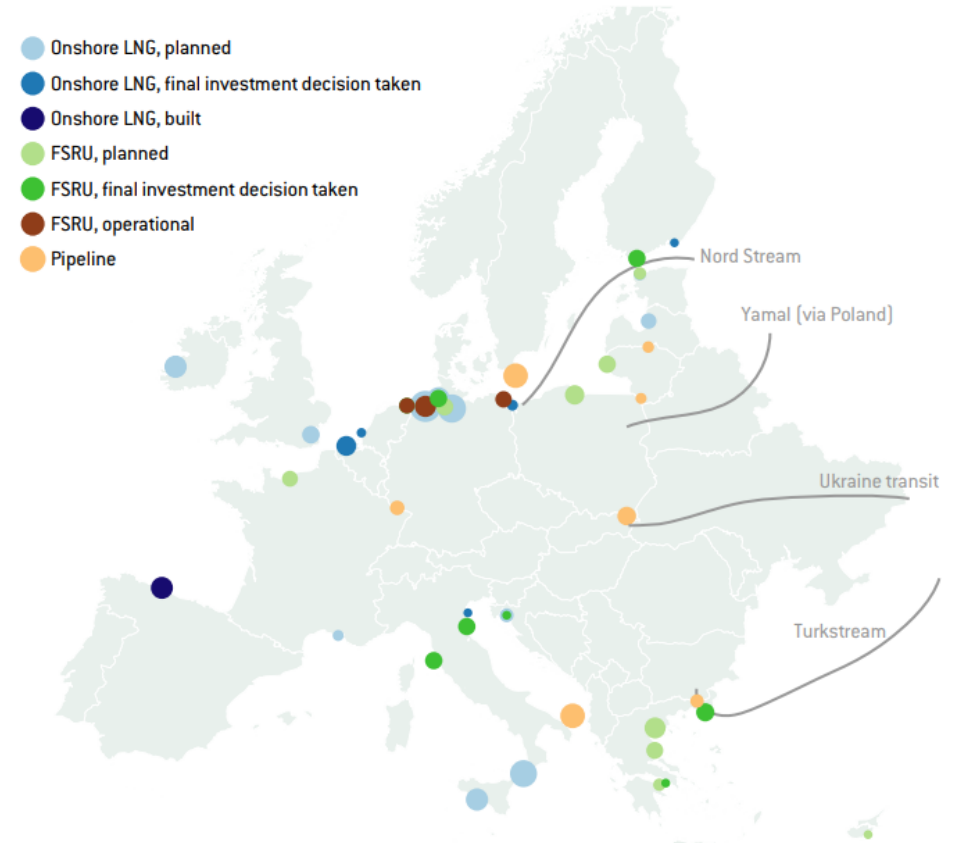 Onshore LNG, planned
Onshore LNG, final investment decision taken
Onshore LNG, built
FSRU, planned
FSRU, final investment decision taken
FSRU, operational
Pipeline
Nord Stream
Yamal (via Poland)
Ukraine transit
Turkstream